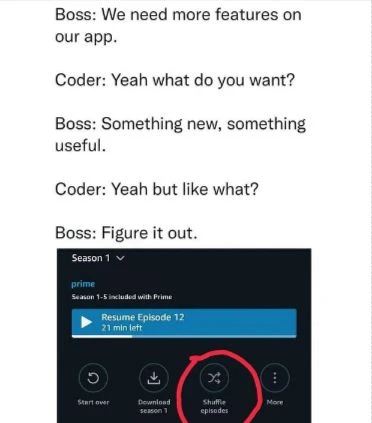 Boss: We need more features on
our app.
Coder: Yeah what do you want?
Boss: Something new, something
useful.
Coder: Yeah but like what?
Boss: Figure it out.
Season 1
prime
Season 1-5 included with Prime
Resume Episode 12
21 min left
Start over
Download
season 1
Shuffle
episodes
More